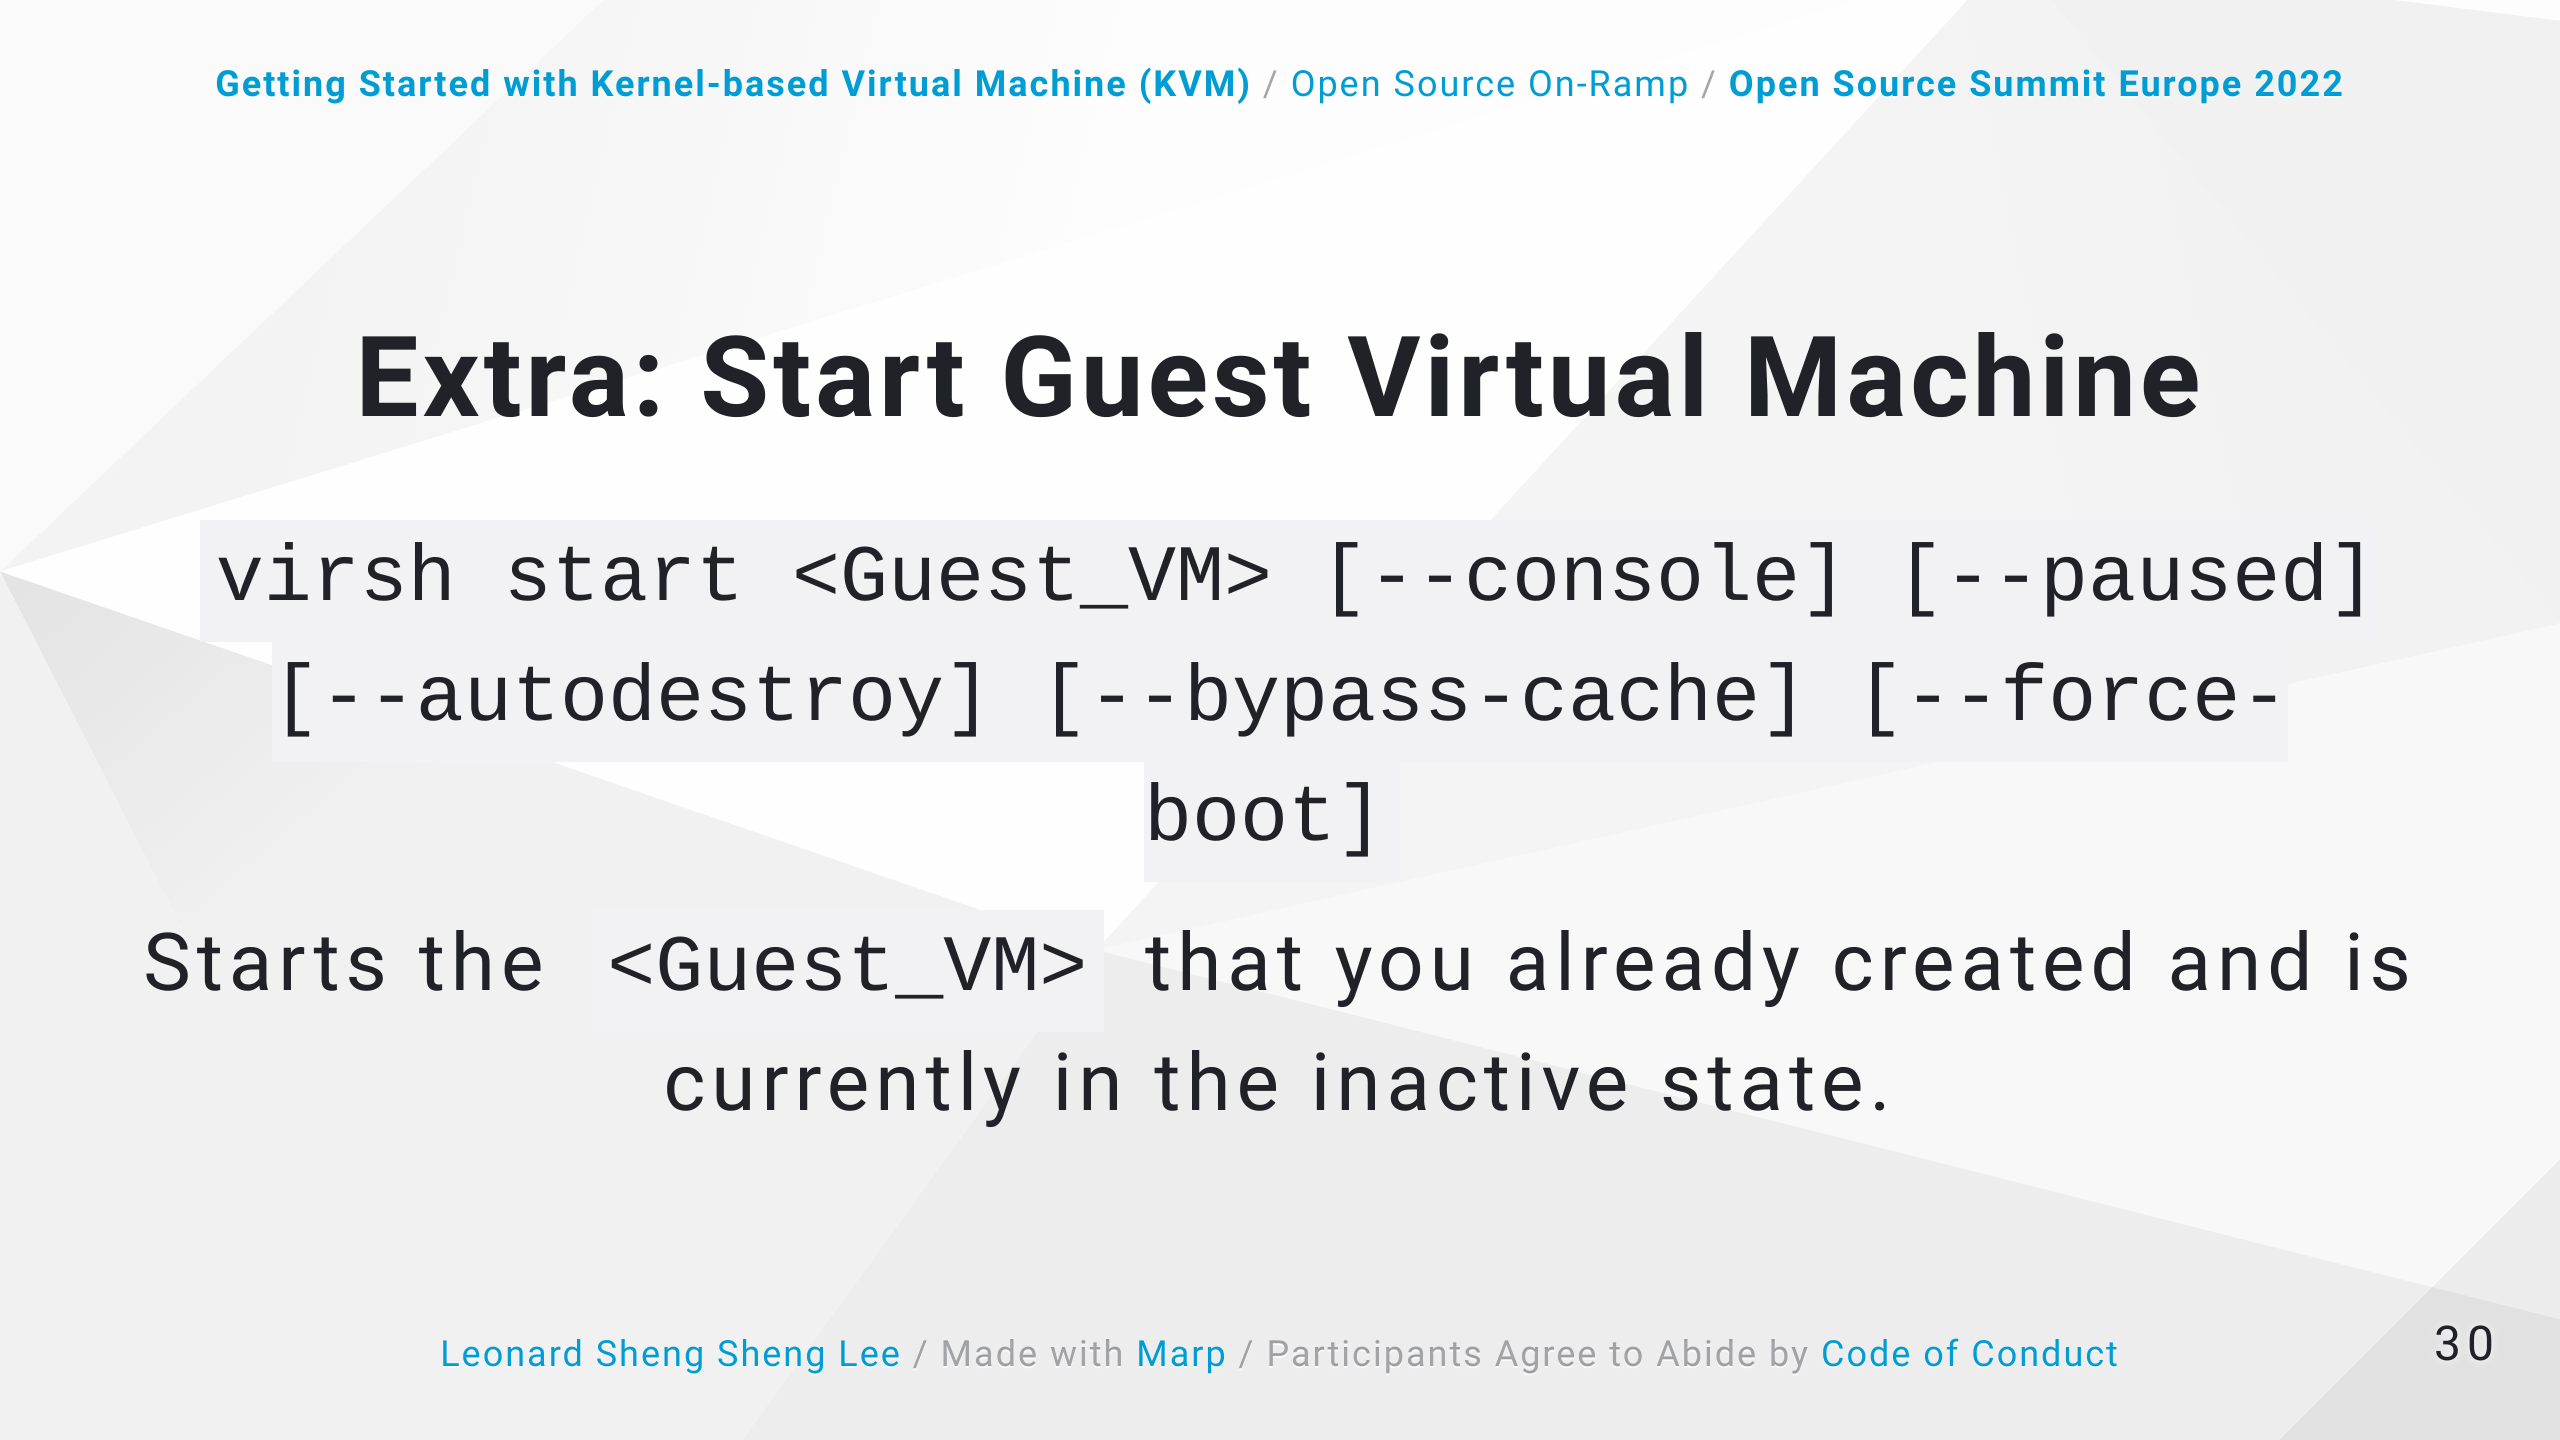 Getting Started with Kernel-based Virtual Machine (KVM) / Open Source On-Ramp / Open Source Summit Europe 2022
Extra: Start Guest Virtual Machine
virsh start <Guest_VM> [--console] [--paused]
[--autodestroy] [--bypass-cache] [--force-
boot]
Starts the <Guest_VM> that you already created and is
currently in the inactive state.
Leonard Sheng Sheng Lee / Made with Marp / Participants Agree to Abide by Code of Conduct
30